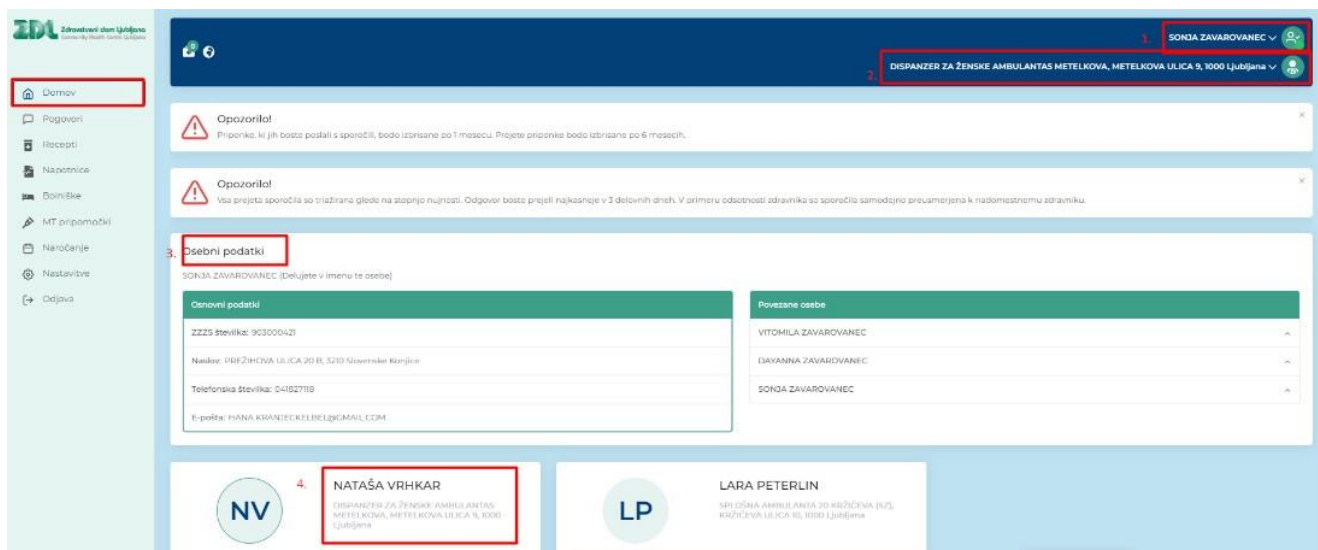 ZDL Zdravstveni dom Ljubljana
Community Health Centre Ljubljana
1. SONJA ZAVAROVANEC
2. DISPANZER ZA ŽENSKE AMBULANTAS METELKOVA, METELKOVA ULICA 9, 1000 Ljubljana
Domov
Pogovori
Recepti
Napotnice
Bolniške
MT pripomočki
Naročanje
Nastavitve
Odjava
Opozorilo!
Priponke, ki jih boste poslali s sporočili, bodo izbrisane po 1 mesecu. Prejete priponke bodo izbrisane po 6 mesecih.
Opozorilo!
Vsa prejeta sporočila so triažirana glede na stopnjo nujnosti. Odgovor boste prejeli najkasneje v 3 delovnih dneh. V primeru odsotnosti zdravnika so sporočila samodejno preusmerjena k nadomestnemu zdravniku.
3. Osebni podatki
SONJA ZAVAROVANEC (Delujete v imenu te osebe)
Osnovni podatki
ZZZS številka: 903000421
Naslov: PREŽIHOVA ULICA 20 B, 3210 Slovenske Konjice
Telefonska številka: 041827118
E-pošta: HANA.KRANJECKELBEL@GMAIL.COM
Povezane osebe
VITOMILA ZAVAROVANEC
DAYANNA ZAVAROVANEC
SONJA ZAVAROVANEC
NV
4. NATAŠA VRHKAR
DISPANZER ZA ŽENSKE AMBULANTAS
METELKOVA, METELKOVA ULICA 9, 1000
Ljubljana
LP
LARA PETERLIN
SPLOŠNA AMBULANTA 20 KRŽIČEVA (SZ),
KRŽIČEVA ULICA 10, 1000 Ljubljana